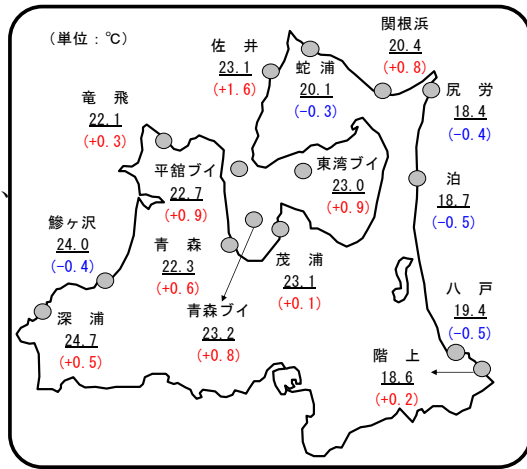 (単位：℃)
関根浜
20.4
(+0.8)
佐 井
23.1
(+1.6)
蛇 浦
20.1
(−0.3)
尻 労
18.4
(−0.4)
竜 飛
22.1
(+0.3)
平舘ブイ
22.7
(+0.9)
東湾ブイ
23.0
(+0.9)
泊
18.7
(−0.5)
鰺ヶ沢
24.0
(−0.4)
青 森
22.3
(+0.6)
茂 浦
23.1
(+0.1)
八 戸
19.4
(−0.5)
深 浦
24.7
(+0.5)
青森ブイ
23.2
(+0.8)
階 上
18.6
(+0.2)